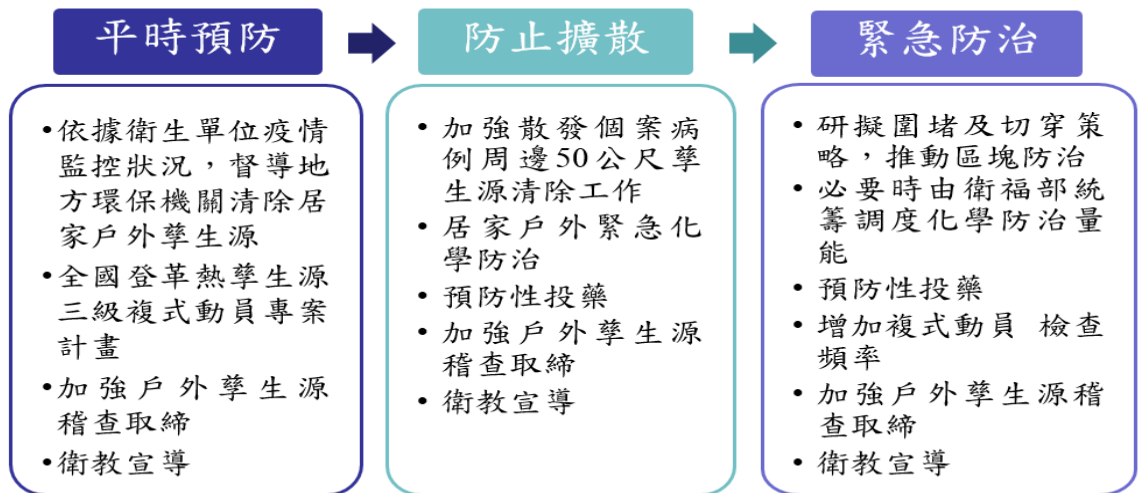 平時預防
•依據衛生單位疫情
監控狀況，督導地
方環保機關清除居
家戶外孳生源
•全國登革熱孳生源
三級複式動員專案
計畫
•加強戶外孳生源
稽查取締
•衛教宣導
防止擴散
• 加強散發個案病
例周邊50公尺孳
生源清除工作
• 居家戶外緊急化
學防治
• 預防性投藥
• 加強戶外孳生源
稽查取締
• 衛教宣導
緊急防治
• 研擬圍堵及切穿策
略，推動區塊防治
• 必要時由衛福部統
籌調度化學防治量
能
• 預防性投藥
• 增加複式動員 檢查
頻率
• 加強戶外孳生源稽
查取締
• 衛教宣導